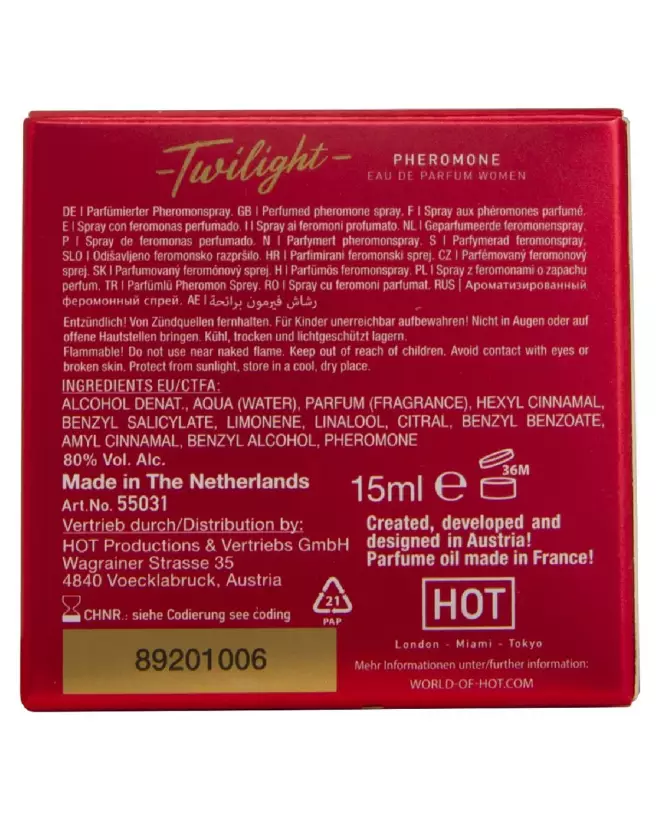 -Twilight-
PHEROMONE
EAU DE PARFUM WOMEN
DE | Parfümierter Pheromonspray. GB | Perfumed pheromone spray. F | Spray aux phéromones parfumé.
E | Spray con feromonas perfumado. I | Spray ai feromoni profumato. NL | Geparfumeerde feromonenspray.
P | Spray de feromonas perfumado. N | Parfymert pheromonspray. S | Parfymerad feromonspray.
SLO | Odišavljeno feromonsko razpršilo. HR | Parfimirani feromonski sprej. CZ | Parfémovaný feromonový
sprej. SK | Parfumovaný feromónový sprej. H | Parfümös feromonspray. PL | Spray z feromonami o zapachu
perfum. TR | Parfümlü Pheromon Sprey. RO | Spray cu feromoni parfumat. RUS | Ароматизированный
феромонный спрей. AE | رشاش فيرمون برائحة
Entzündlich! Von Zündquellen fernhalten. Für Kinder unerreichbar aufbewahren! Nicht in Augen oder auf
offene Hautstellen bringen. Kühl, trocken und lichtgeschützt lagern.
Flammable! Do not use near naked flame. Keep out of reach of children. Avoid contact with eyes or
broken skin. Protect from sunlight, store in a cool, dry place.
INGREDIENTS EU/CTFA:
ALCOHOL DENAT., AQUA (WATER), PARFUM (FRAGRANCE), HEXYL CINNAMAL,
BENZYL SALICYLATE, LIMONENE, LINALOOL, CITRAL, BENZYL BENZOATE,
AMYL CINNAMAL, BENZYL ALCOHOL, PHEROMONE
80% Vol. Alc.
Made in The Netherlands
Art.No. 55031
15ml e
36M
Vertrieb durch/Distribution by:
HOT Productions & Vertriebs GmbH
Wagrainer Strasse 35
4840 Voecklabruck, Austria
Created, developed and
designed in Austria!
Parfume oil made in France!
CHNR.: siehe Codierung see coding
21
PAP
HOT
London - Miami - Tokyo
89201006
Mehr Informationen unter/further information:
WORLD-OF-HOT.COM